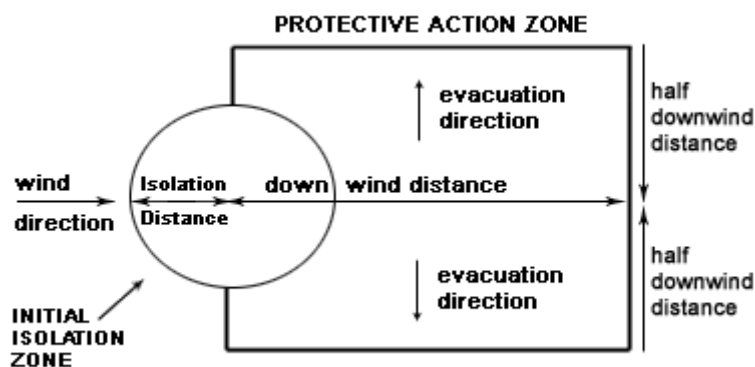 PROTECTIVE ACTION ZONE
evacuation
direction
half
downwind
distance
wind
direction
Isolation
Distance
down wind distance
evacuation
direction
half
downwind
distance
INITIAL
ISOLATION
ZONE